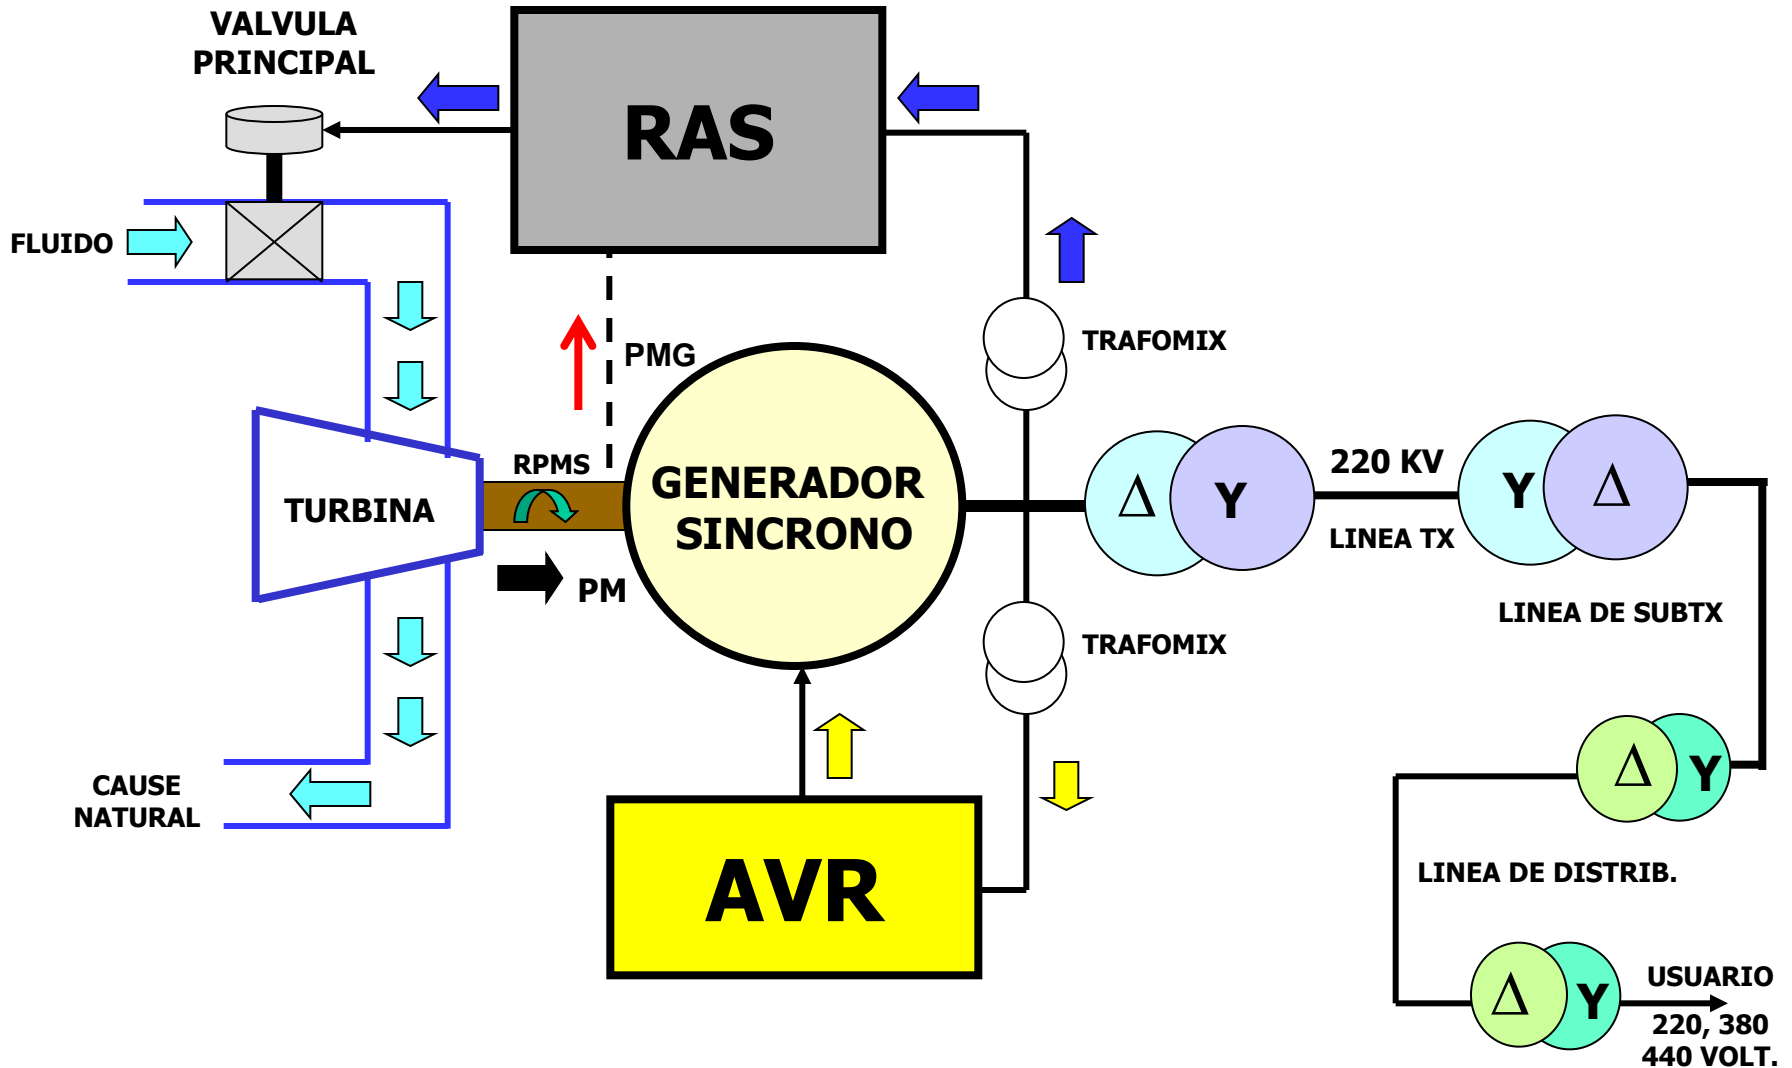 VALVULA
PRINCIPAL
RAS
FLUIDO
TRAFOMIX
PMG
RPMS
GENERADOR
SINCRONO
TURBINA
PM
Δ
Y
220 KV
LINEA TX
Y
Δ
LINEA DE SUBTX
TRAFOMIX
CAUSE
NATURAL
AVR
Δ
Y
LINEA DE DISTRIB.
Δ
Y
USUARIO
220, 380
440 VOLT.